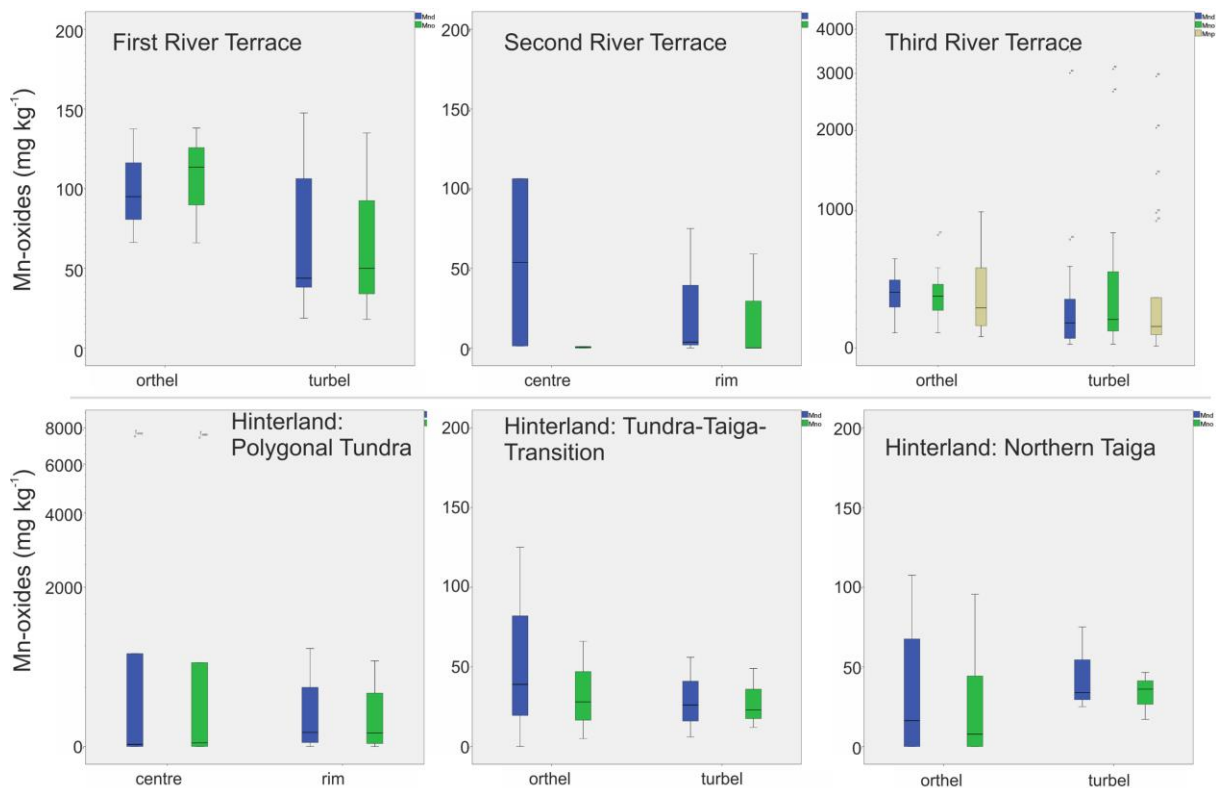 Mn-oxides (mg kg⁻¹)
First River Terrace
Mnd
Mno
200
150
100
50
0
orthel
turbel
Second River Terrace
200
150
100
50
0
centre
rim
Third River Terrace
Mnd
Mno
Mnp
4000
3000
2000
1000
0
orthel
turbel
Mn-oxides (mg kg⁻¹)
Hinterland:
Polygonal Tundra
8000
6000
4000
2000
0
centre
rim
Hinterland: Tundra-Taiga-
Transition
Mnd
Mno
200
150
100
50
0
orthel
turbel
Hinterland: Northern Taiga
Mnd
Mno
200
150
100
50
0
orthel
turbel